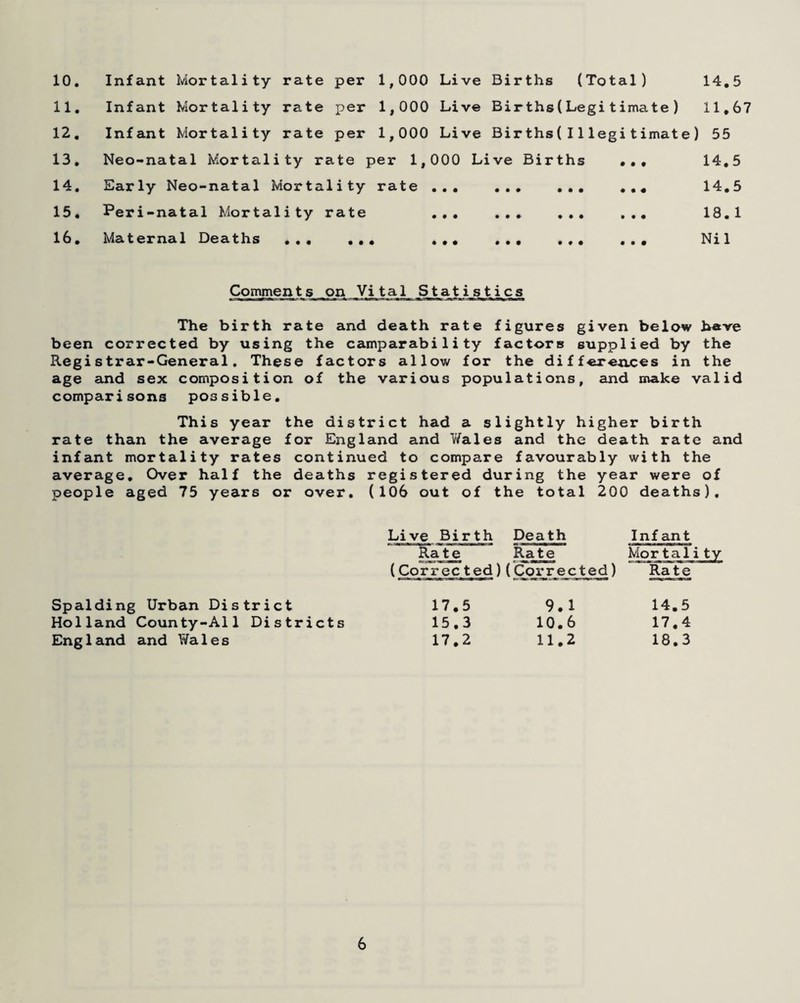 10. Infant Mortality rate per 1,000 Live Births (Total) 14.5
11. Infant Mortality rate per 1,000 Live Births(Legitimate) 11.67
12. Infant Mortality rate per 1,000 Live Births(Illegitimate) 55
13. Neo-natal Mortality rate per 1,000 Live Births ... 14.5
14. Early Neo-natal Mortality rate ... ... ... ... 14.5
15. Peri-natal Mortality rate ... ... ... ... 18.1
16. Maternal Deaths ... ... ... ... ... ... Nil
Comments on Vital Statistics
The birth rate and death rate figures given below have
been corrected by using the camparability factors supplied by the
Registrar-General. These factors allow for the differences in the
age and sex composition of the various populations, and make valid
comparisons possible.
This year the district had a slightly higher birth
rate than the average for England and Wales and the death rate and
infant mortality rates continued to compare favourably with the
average. Over half the deaths registered during the year were of
people aged 75 years or over. (106 out of the total 200 deaths).
Live Birth Death Infant
Rate Rate Mortality
(Corrected)(Corrected) Rate
Spalding Urban District 17.5 9.1 14.5
Holland County-All Districts 15.3 10.6 17.4
England and Wales 17.2 11.2 18.3
6